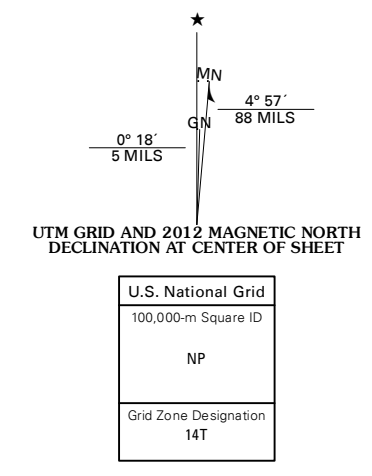 ★
MN
GN
4° 57´
88 MILS
0° 18´
5 MILS
UTM GRID AND 2012 MAGNETIC NORTH
DECLINATION AT CENTER OF SHEET
U.S. National Grid
100,000-m Square ID
NP
Grid Zone Designation
14T